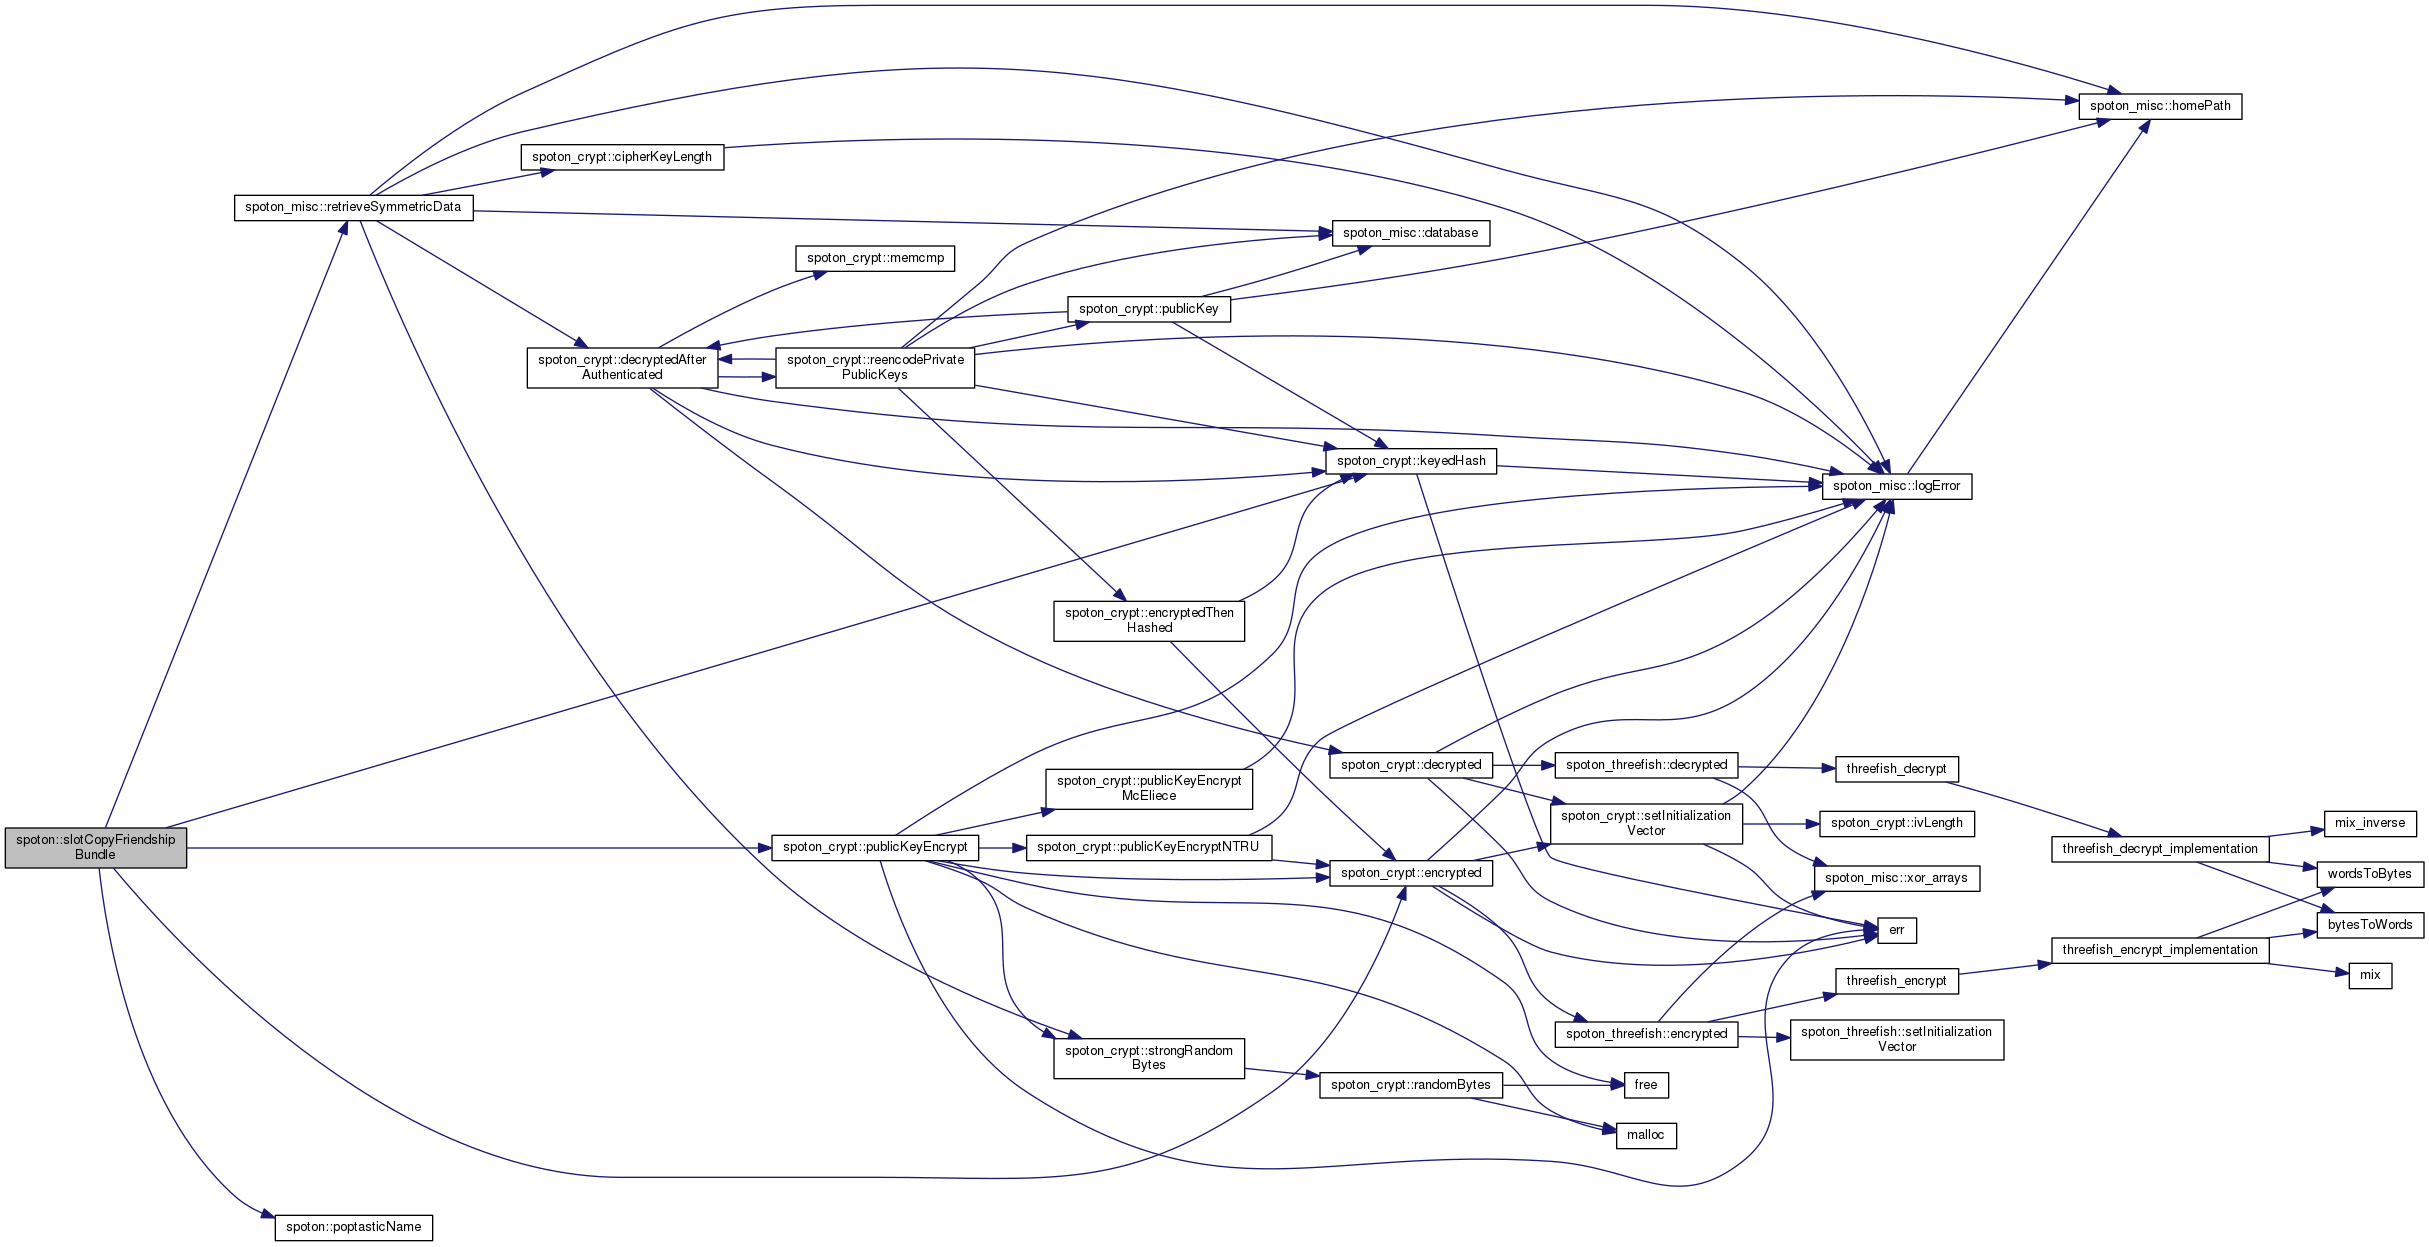 spoton_misc::homePath
spoton_crypt::cipherKeyLength
spoton_misc::retrieveSymmetricData
spoton_misc::database
spoton_crypt::memcmp
spoton_crypt::publicKey
spoton_crypt::decryptedAfter
Authenticated
spoton_crypt::reencodePrivate
PublicKeys
spoton_crypt::keyedHash
spoton_misc::logError
spoton_crypt::encryptedThen
Hashed
spoton_crypt::decrypted
spoton_threefish::decrypted
threefish_decrypt
spoton_crypt::publicKeyEncrypt
McEliece
spoton_crypt::setInitialization
Vector
spoton_crypt::ivLength
mix_inverse
spoton::slotCopyFriendship
Bundle
spoton_crypt::publicKeyEncrypt
spoton_crypt::publicKeyEncryptNTRU
threefish_decrypt_implementation
spoton_crypt::encrypted
spoton_misc::xor_arrays
wordsToBytes
err
bytesToWords
threefish_encrypt_implementation
threefish_encrypt
mix
spoton_threefish::encrypted
spoton_threefish::setInitialization
Vector
spoton_crypt::strongRandom
Bytes
spoton_crypt::randomBytes
free
malloc
spoton::poptasticName